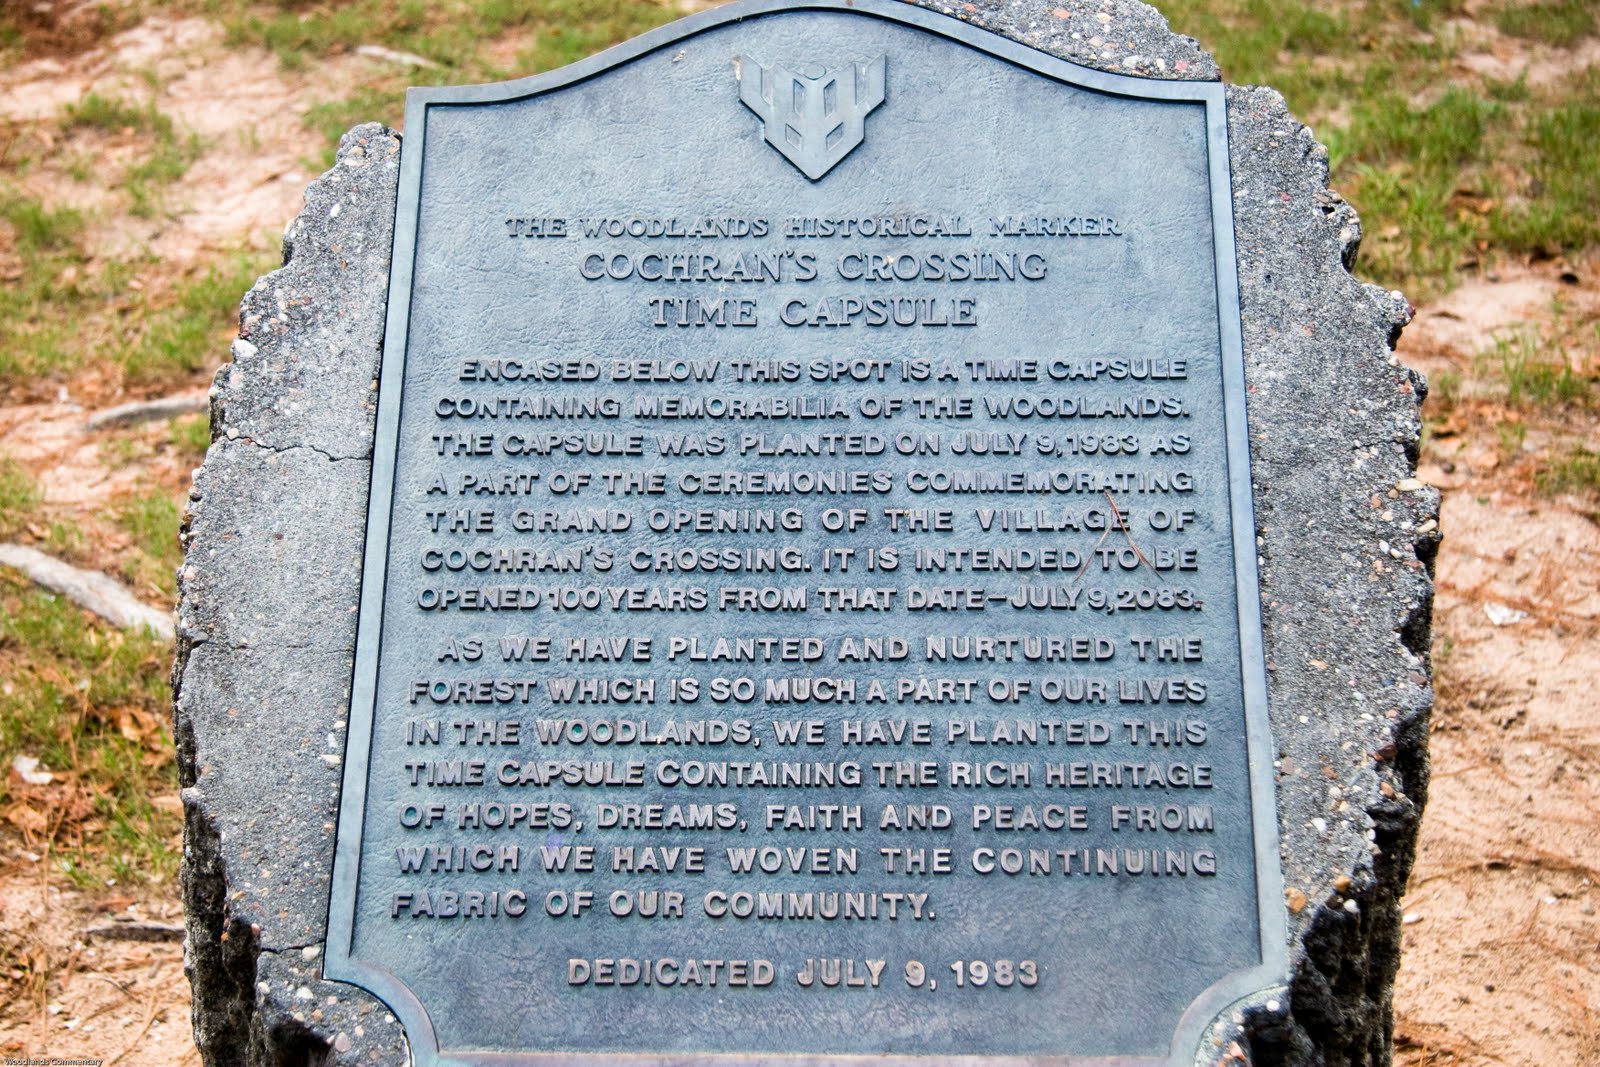 THE WOODLANDS HISTORICAL MARKER
COCHRAN'S CROSSING
TIME CAPSULE
ENCASED BELOW THIS SPOT IS A TIME CAPSULE
CONTAINING MEMORABILIA OF THE WOODLANDS.
THE CAPSULE WAS PLANTED ON JULY 9, 1983 AS
A PART OF THE CEREMONIES COMMEMORATING
THE GRAND OPENING OF THE VILLAGE OF
COCHRAN'S CROSSING. IT IS INTENDED TO BE
OPENED 100 YEARS FROM THAT DATE—JULY 9, 2083.
AS WE HAVE PLANTED AND NURTURED THE
FOREST WHICH IS SO MUCH A PART OF OUR LIVES
IN THE WOODLANDS, WE HAVE PLANTED THIS
TIME CAPSULE CONTAINING THE RICH HERITAGE
OF HOPES, DREAMS, FAITH AND PEACE FROM
WHICH WE HAVE WOVEN THE CONTINUING
FABRIC OF OUR COMMUNITY.
DEDICATED JULY 9, 1983
Woodlands Commentary